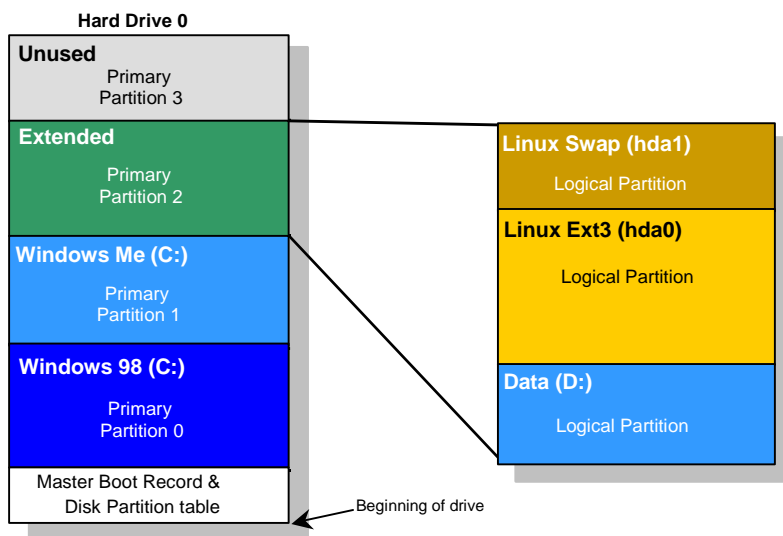 Hard Drive 0
Unused
Primary
Partition 3
Extended
Primary
Partition 2
Windows Me (C:)
Primary
Partition 1
Windows 98 (C:)
Primary
Partition 0
Master Boot Record &
Disk Partition table
Beginning of drive
Linux Swap (hda1)
Logical Partition
Linux Ext3 (hda0)
Logical Partition
Data (D:)
Logical Partition